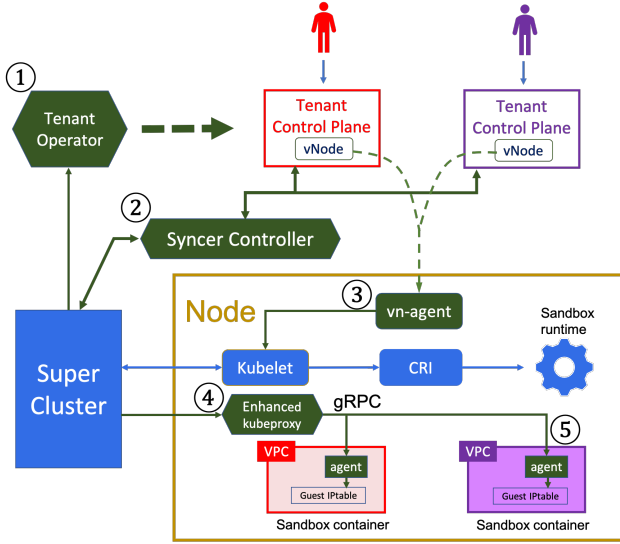 ①
Tenant
Operator
Tenant
Control Plane
vNode
Tenant
Control Plane
vNode
②
Syncer Controller
Node
③
vn-agent
Sandbox
runtime
Super
Cluster
Kubelet
CRI
④
Enhanced
kubeproxy
gRPC
⑤
VPC
agent
Guest IPtable
Sandbox container
VPC
agent
Guest IPtable
Sandbox container